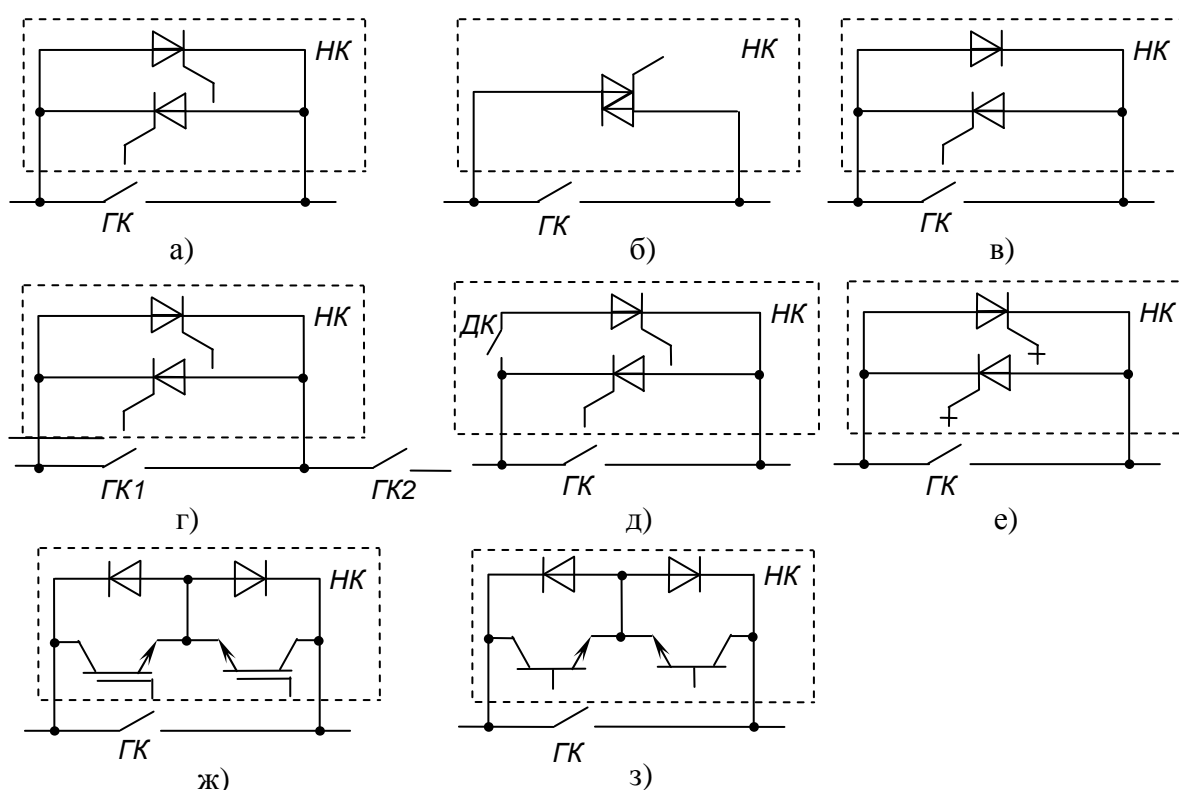 НК НК НК
ГК ГК ГК
а) б) в)
НК ДК НК НК
ГК1 ГК2 ГК ГК
г) д) е)
НК НК
ГК ГК
ж) з)